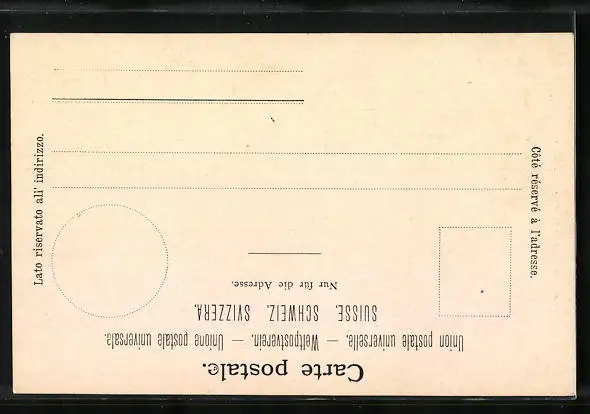 Carte postale.
Union postale universelle. — Weltpostverein. — Unione postale universale.
SUISSE. SCHWEIZ. SVIZZERA.
Nur für die Adresse.
Côté réservé à l'adresse.
Lato riservato all' indirizzo.